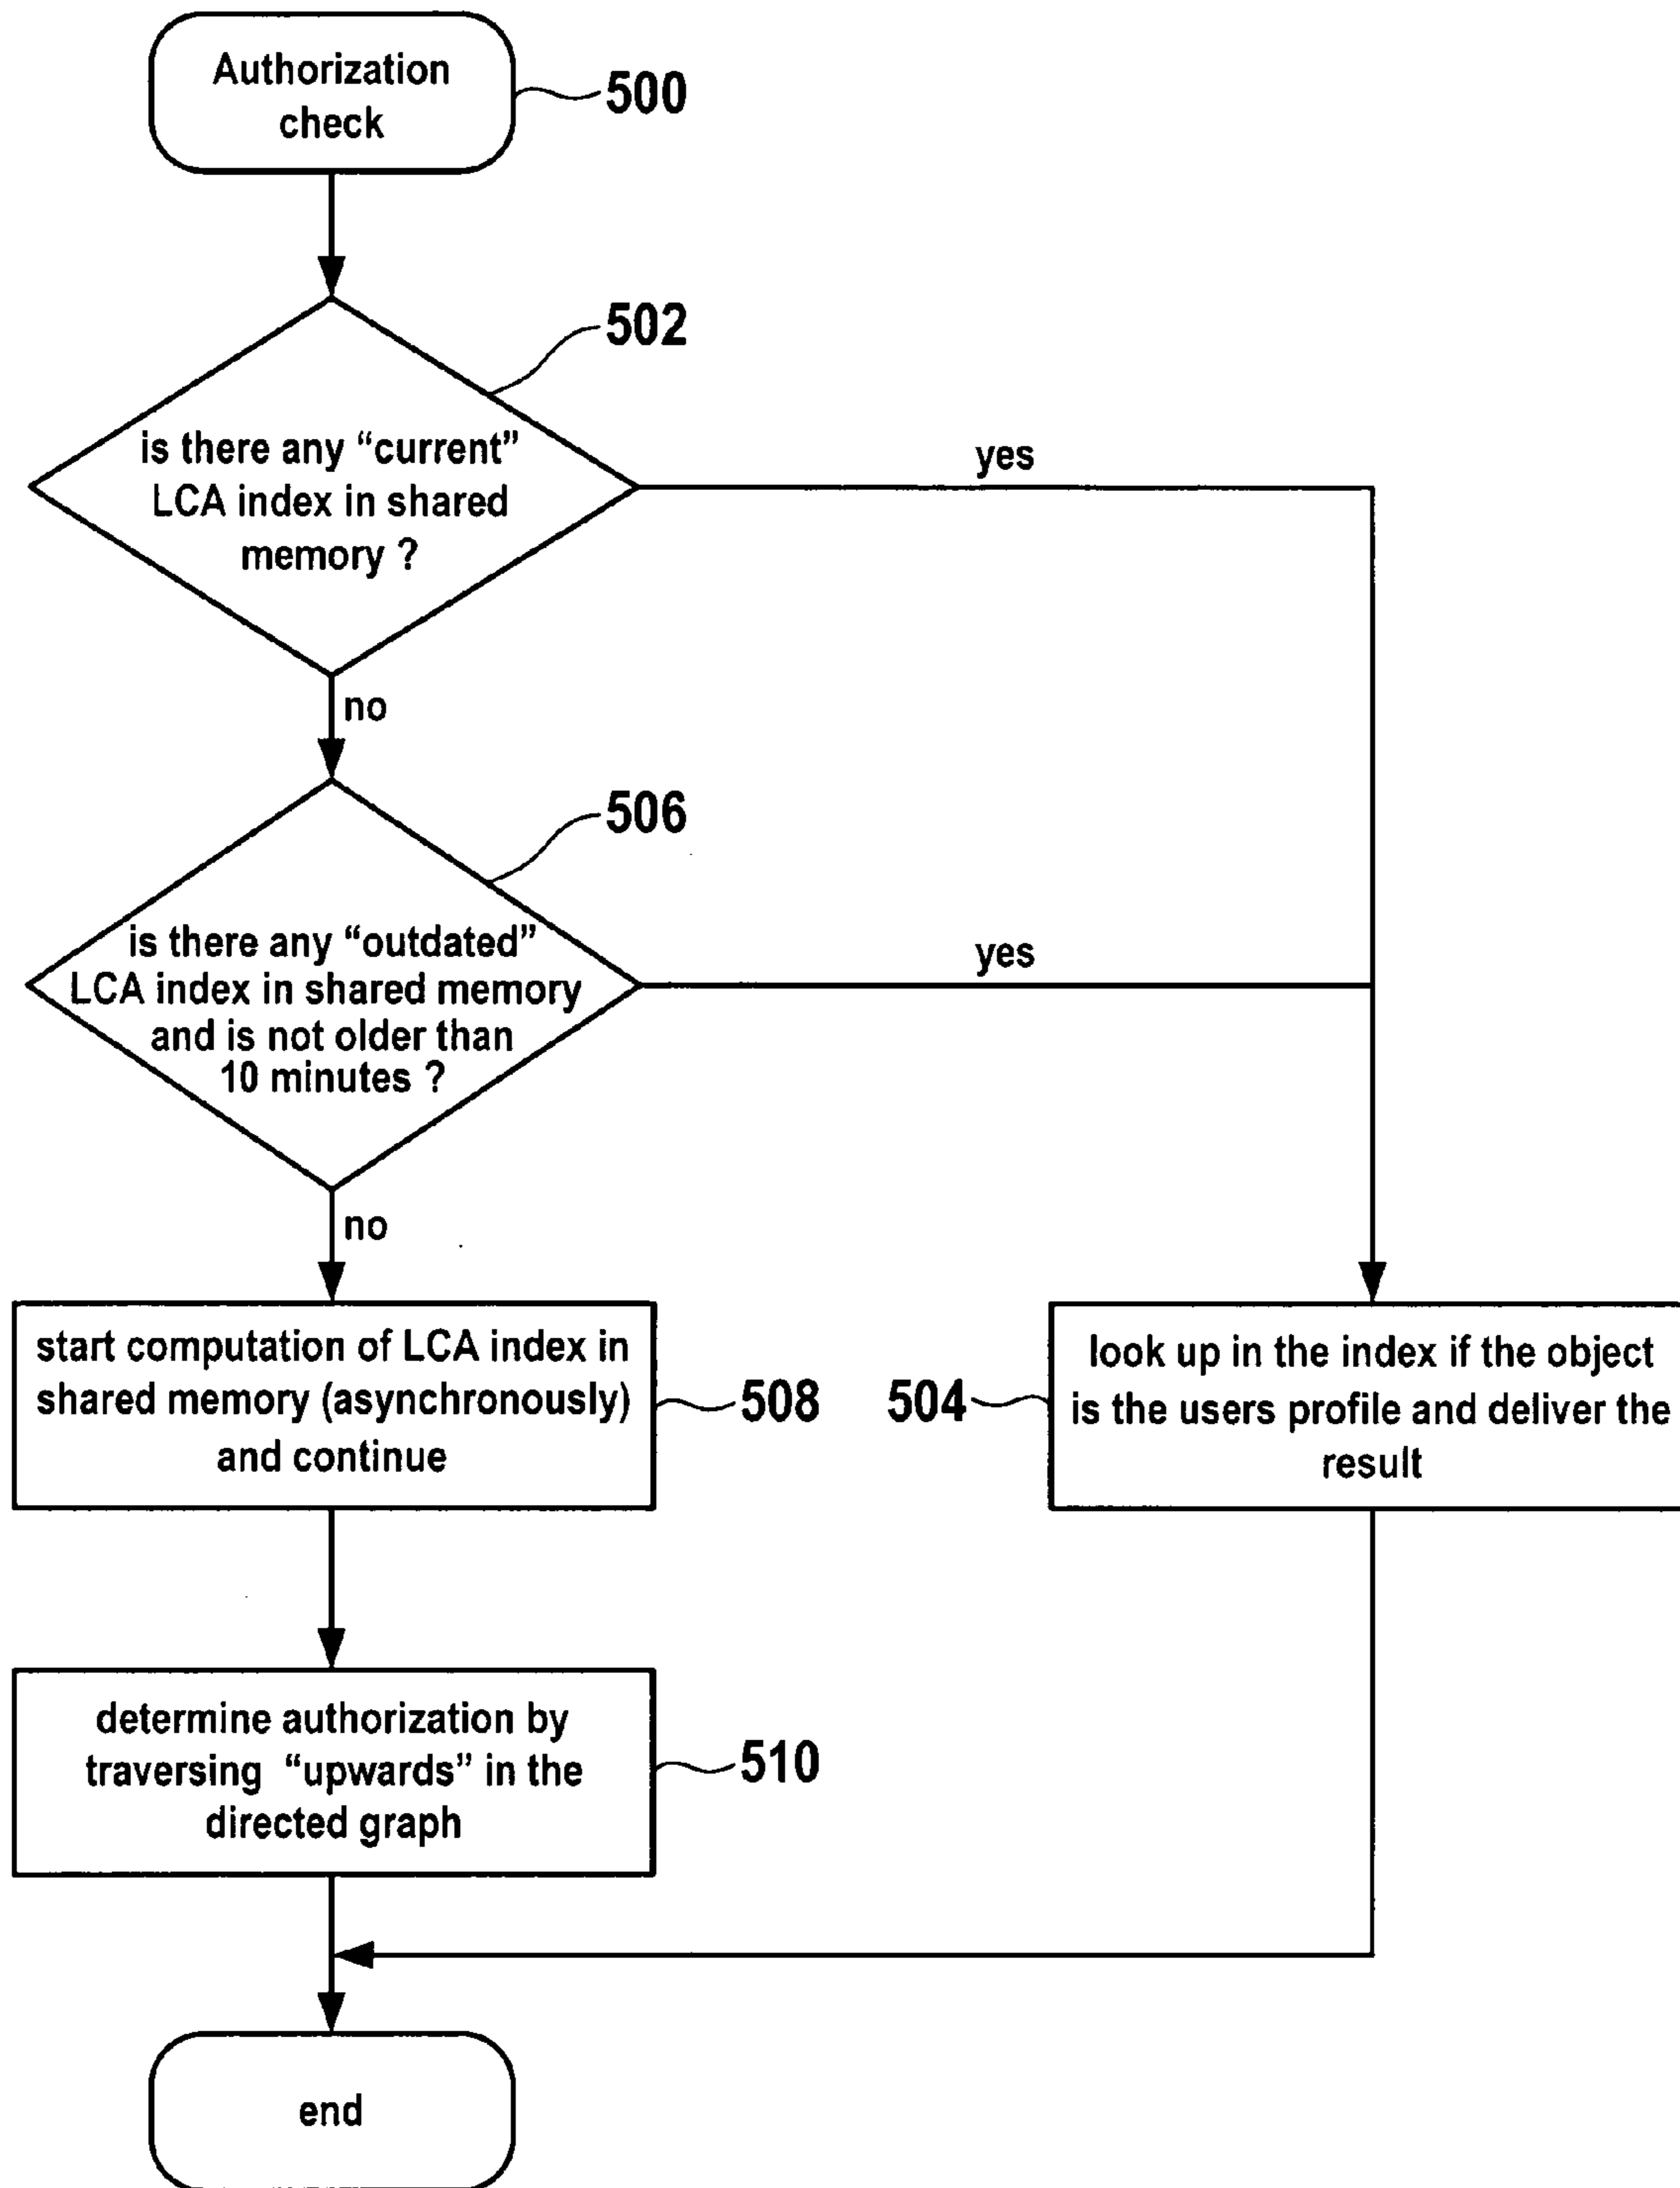 Authorization
check
500
502
is there any “current”
LCA index in shared
memory ?
yes
no
506
is there any “outdated”
LCA index in shared memory
and is not older than
10 minutes ?
yes
no
start computation of LCA index in
shared memory (asynchronously)
and continue
508
504
look up in the index if the object
is the users profile and deliver the
result
determine authorization by
traversing “upwards” in the
directed graph
510
end